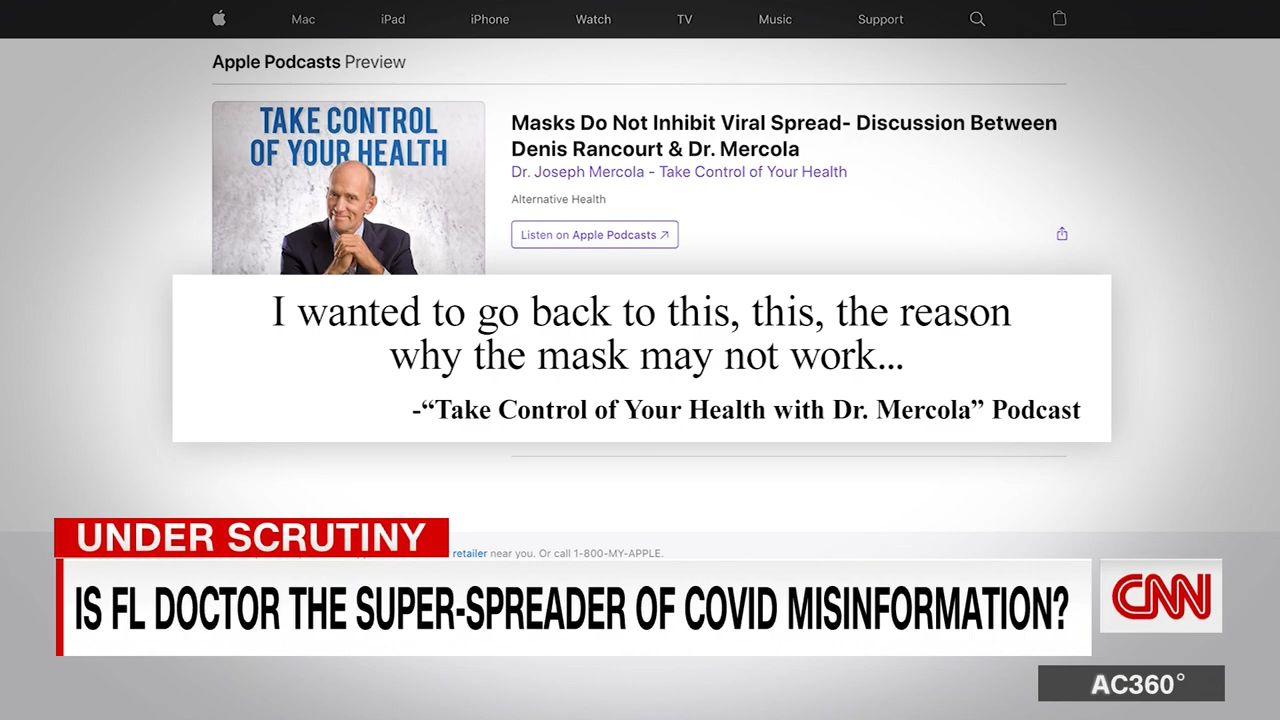 Mac iPad iPhone Watch TV Music Support
Apple Podcasts Preview
TAKE CONTROL
OF YOUR HEALTH
Masks Do Not Inhibit Viral Spread- Discussion Between
Denis Rancourt & Dr. Mercola
Dr. Joseph Mercola - Take Control of Your Health
Alternative Health
Listen on Apple Podcasts ↗
I wanted to go back to this, this, the reason
why the mask may not work...
-“Take Control of Your Health with Dr. Mercola” Podcast
UNDER SCRUTINY
retailer near you. Or call 1-800-MY-APPLE.
IS FL DOCTOR THE SUPER-SPREADER OF COVID MISINFORMATION?
CNN
AC360°